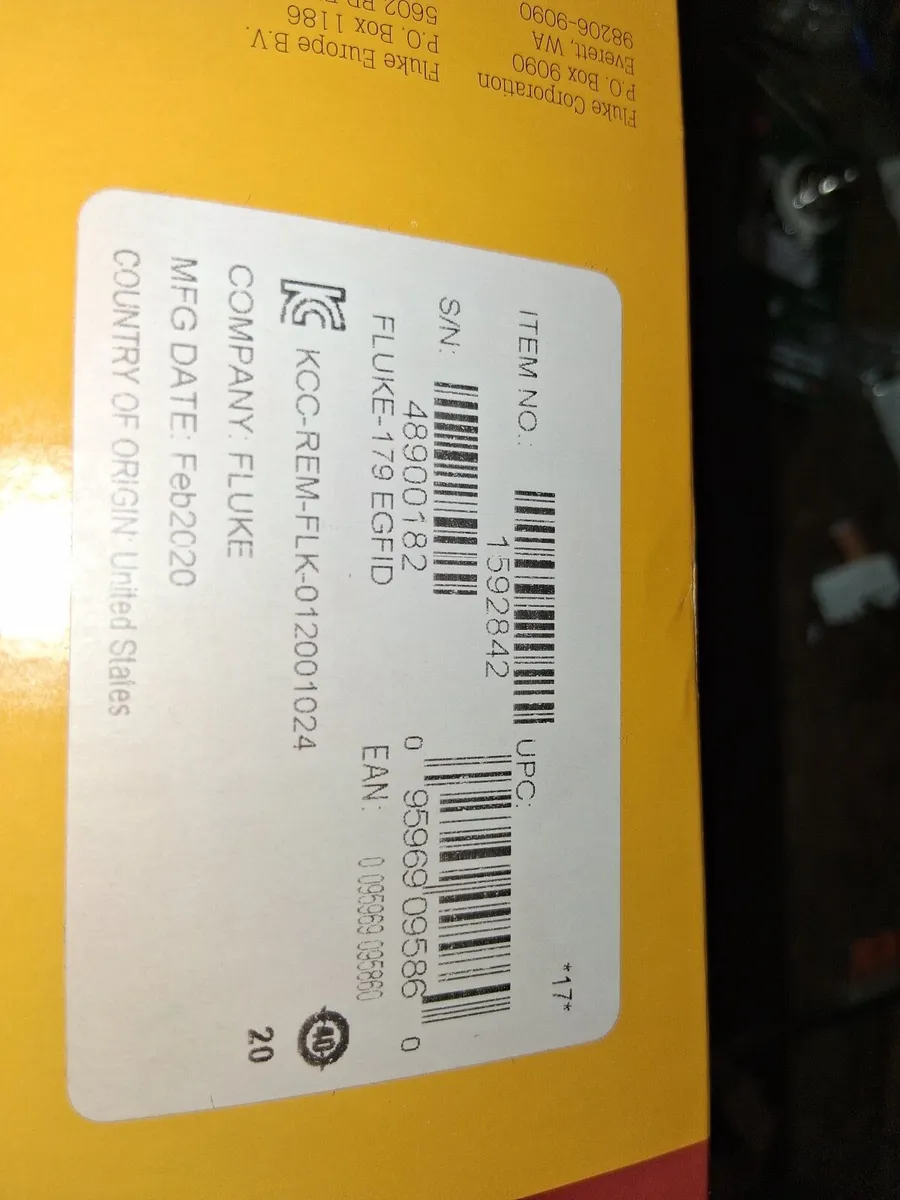 ITEM NO.:
1592842
UPC:
*17*
0 95969 09586 0
S/N:
48900182
FLUKE-179 EGFID
EAN: 0 095969 095860
KCC-REM-FLK-012001024
40
COMPANY: FLUKE
20
MFG DATE: Feb2020
COUNTRY OF ORIGIN: United States
Fluke Corporation
P.O. Box 9090
Everett, WA
98206-9090
Fluke Europe B.V.
P.O. Box 1186
5602